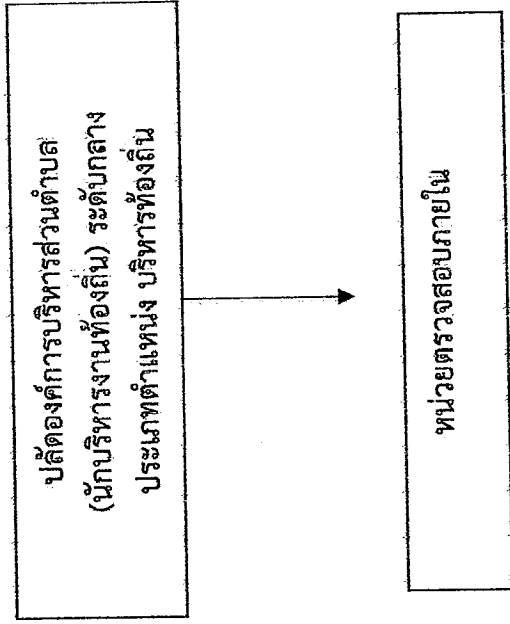 ปลัดองค์การบริหารส่วนตำบล
(นักบริหารงานท้องถิ่น) ระดับกลาง
ประเภทตำแหน่ง บริหารท้องถิ่น
หน่วยตรวจสอบภายใน